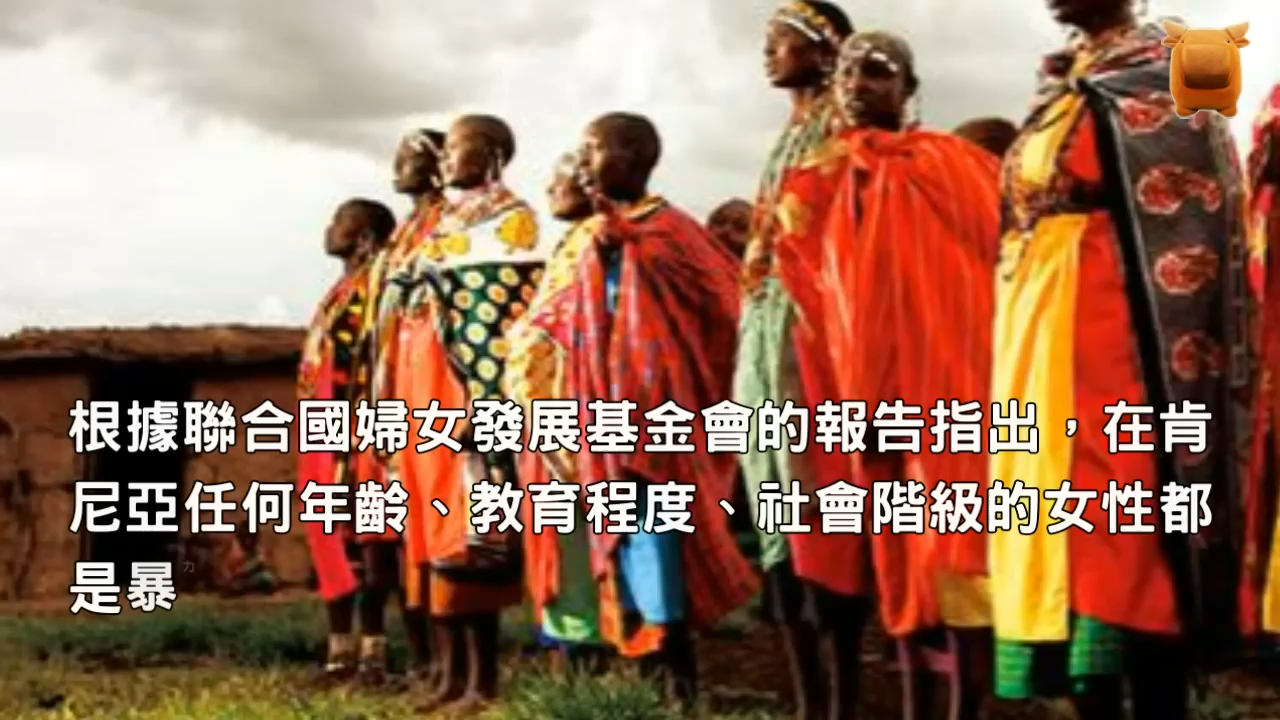 根據聯合國婦女發展基金會的報告指出，在肯
尼亞任何年齡、教育程度、社會階級的女性都
是暴力